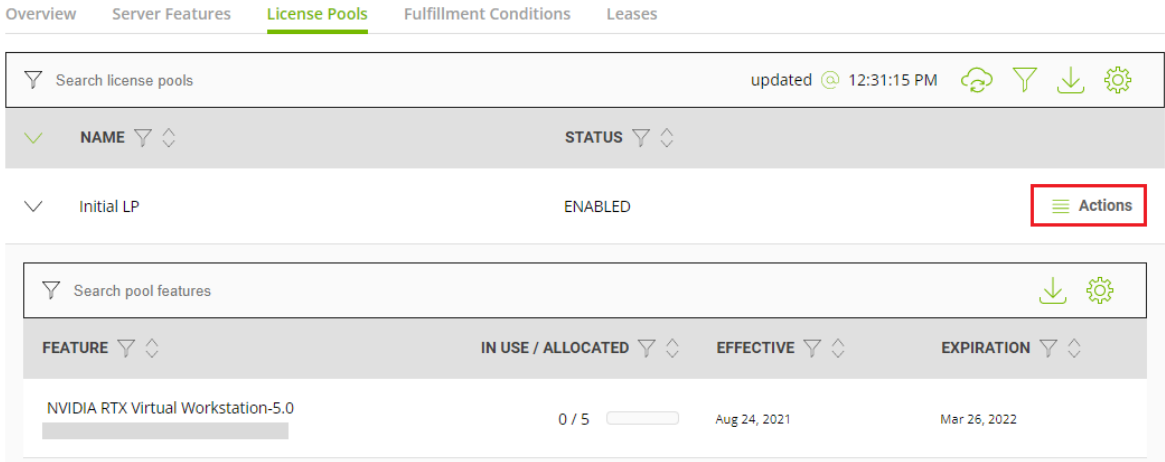 Overview Server Features License Pools Fulfillment Conditions Leases
Search license pools updated @ 12:31:15 PM
NAME STATUS
Initial LP ENABLED Actions
Search pool features
FEATURE IN USE / ALLOCATED EFFECTIVE EXPIRATION
NVIDIA RTX Virtual Workstation-5.0 0 / 5 Aug 24, 2021 Mar 26, 2022